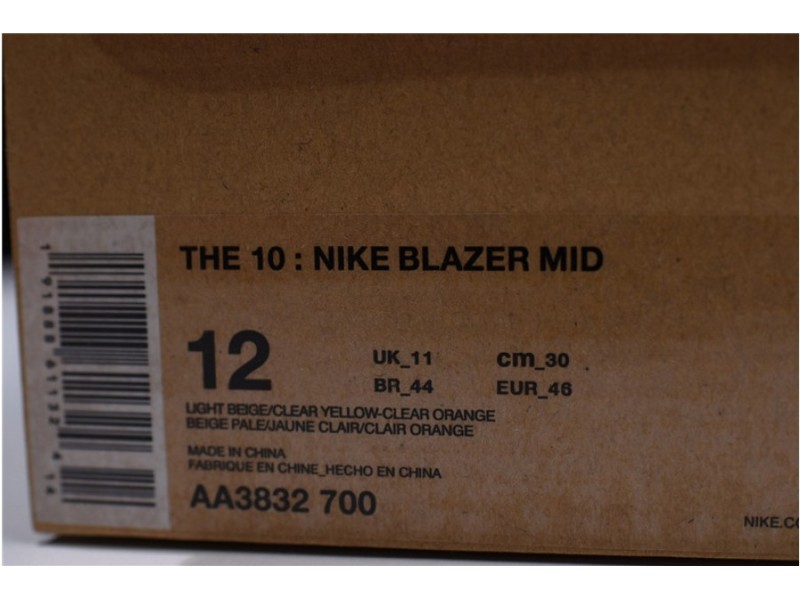 THE 10 : NIKE BLAZER MID
12
UK_11 cm_30
BR_44 EUR_46
LIGHT BEIGE/CLEAR YELLOW-CLEAR ORANGE
BEIGE PALE/JAUNE CLAIR/CLAIR ORANGE
MADE IN CHINA
FABRIQUE EN CHINE_HECHO EN CHINA
AA3832 700